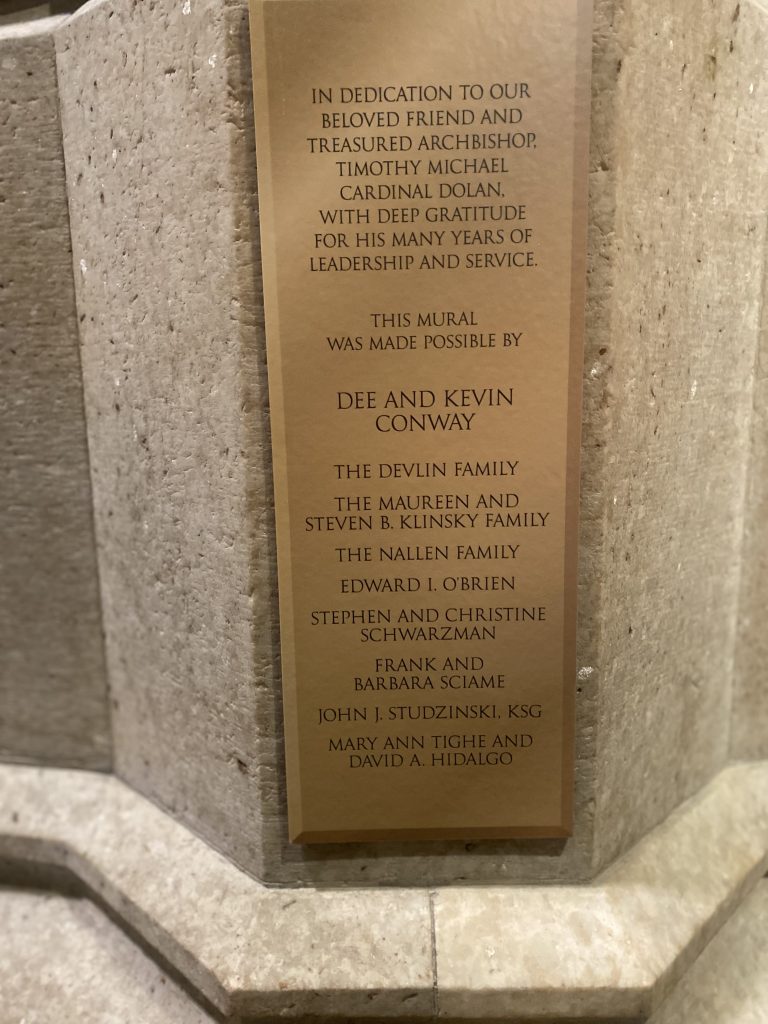 IN DEDICATION TO OUR
BELOVED FRIEND AND
TREASURED ARCHBISHOP,
TIMOTHY MICHAEL
CARDINAL DOLAN,
WITH DEEP GRATITUDE
FOR HIS MANY YEARS OF
LEADERSHIP AND SERVICE.
THIS MURAL
WAS MADE POSSIBLE BY
DEE AND KEVIN
CONWAY
THE DEVLIN FAMILY
THE MAUREEN AND
STEVEN B. KLINSKY FAMILY
THE NALLEN FAMILY
EDWARD I. O'BRIEN
STEPHEN AND CHRISTINE
SCHWARZMAN
FRANK AND
BARBARA SCIAME
JOHN J. STUDZINSKI, KSG
MARY ANN TIGHE AND
DAVID A. HIDALGO